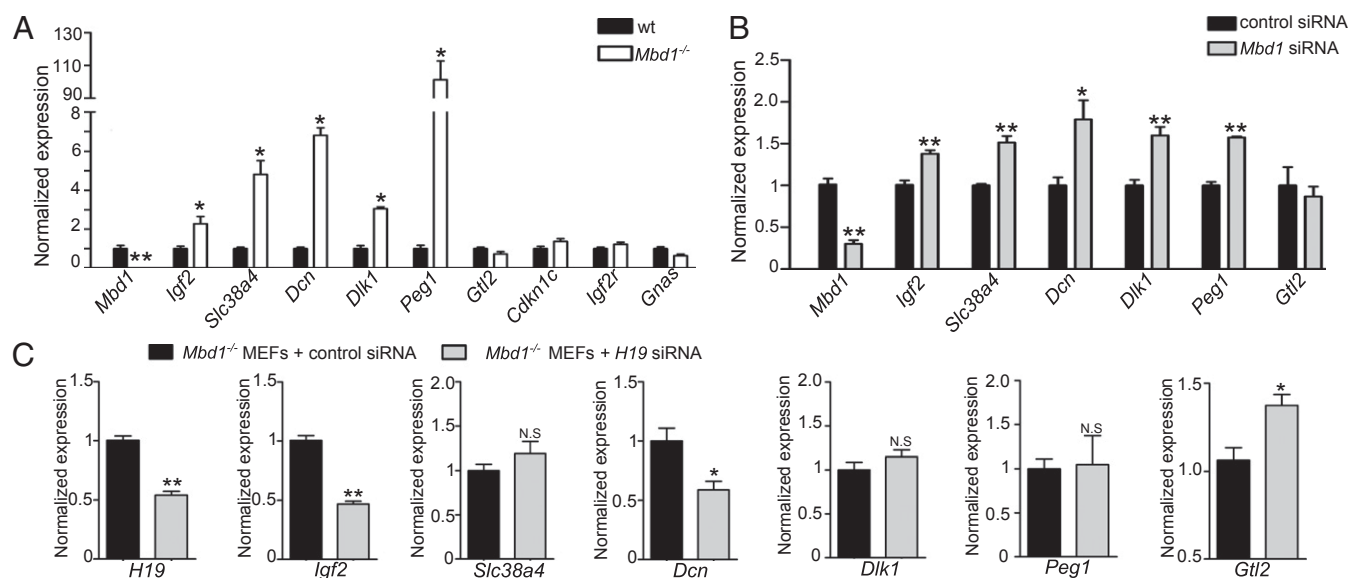 A
Normalized expression
130
110
90
8
6
4
2
0
wt
Mbd1-/-
**
*
*
*
*
*
Mbd1
Igf2
Slc38a4
Dcn
Dlk1
Peg1
Gtl2
Cdkn1c
Igf2r
Gnas
B
Normalized expression
2.5
2.0
1.5
1
0.5
0
control siRNA
Mbd1 siRNA
**
**
**
*
**
**
Mbd1
Igf2
Slc38a4
Dcn
Dlk1
Peg1
Gtl2
C
Mbd1-/- MEFs + control siRNA
Mbd1-/- MEFs + H19 siRNA
Normalized expression
1.5
1
0.5
0
**
H19
Normalized expression
1.5
1
0.5
0
**
Igf2
Normalized expression
2.0
1.5
1
0.5
0
N.S
Slc38a4
Normalized expression
1.5
1
0.5
0
*
Dcn
Normalized expression
2.0
1.5
1
0.5
0
N.S
Dlk1
Normalized expression
2.0
1.5
1
0.5
0
N.S
Peg1
Normalized expression
1.5
1.0
0.5
*
Gtl2